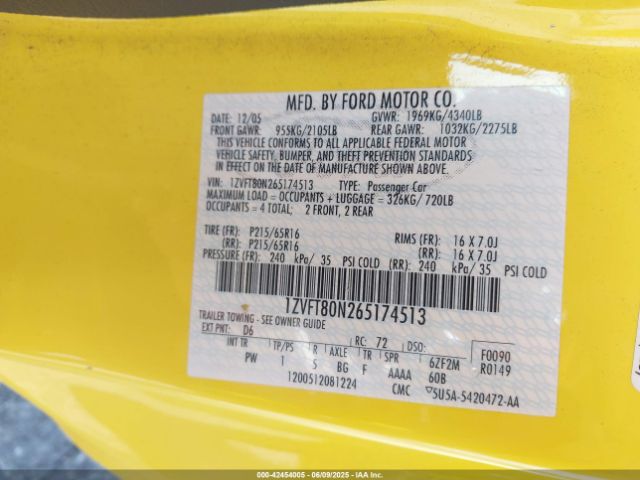 MFD. BY FORD MOTOR CO.
DATE: 12/05 GVWR: 1969KG/4340LB
FRONT GAWR: 955KG/2105LB REAR GAWR: 1032KG/2275LB
THIS VEHICLE CONFORMS TO ALL APPLICABLE FEDERAL MOTOR
VEHICLE SAFETY, BUMPER, AND THEFT PREVENTION STANDARDS
IN EFFECT ON THE DATE OF MANUFACTURE SHOWN ABOVE.
VIN: 1ZVFT80N265174513 TYPE: Passenger Car
MAXIMUM LOAD = OCCUPANTS + LUGGAGE = 326KG/ 720LB
OCCUPANTS = 4 TOTAL: 2 FRONT, 2 REAR
TIRE (FR): P215/65R16 RIMS (FR): 16 X 7.0J
(RR): P215/65R16 (RR): 16 X 7.0J
PRESSURE (FR): 240 kPa/ 35 PSI COLD (RR): 240 kPa/ 35 PSI COLD
1ZVFT80N265174513
TRAILER TOWING - SEE OWNER GUIDE
EXT PNT: D6 RC: 72 DSO: F0090
INT TR TP/PS R AXLE TR SPR 6ZF2M R0149
PW 1 5 BG F AAAA 60B
1200512081224 CMC ▽5U5A-5420472-AA
000-42454005 - 06/09/2025 - IAA Inc.